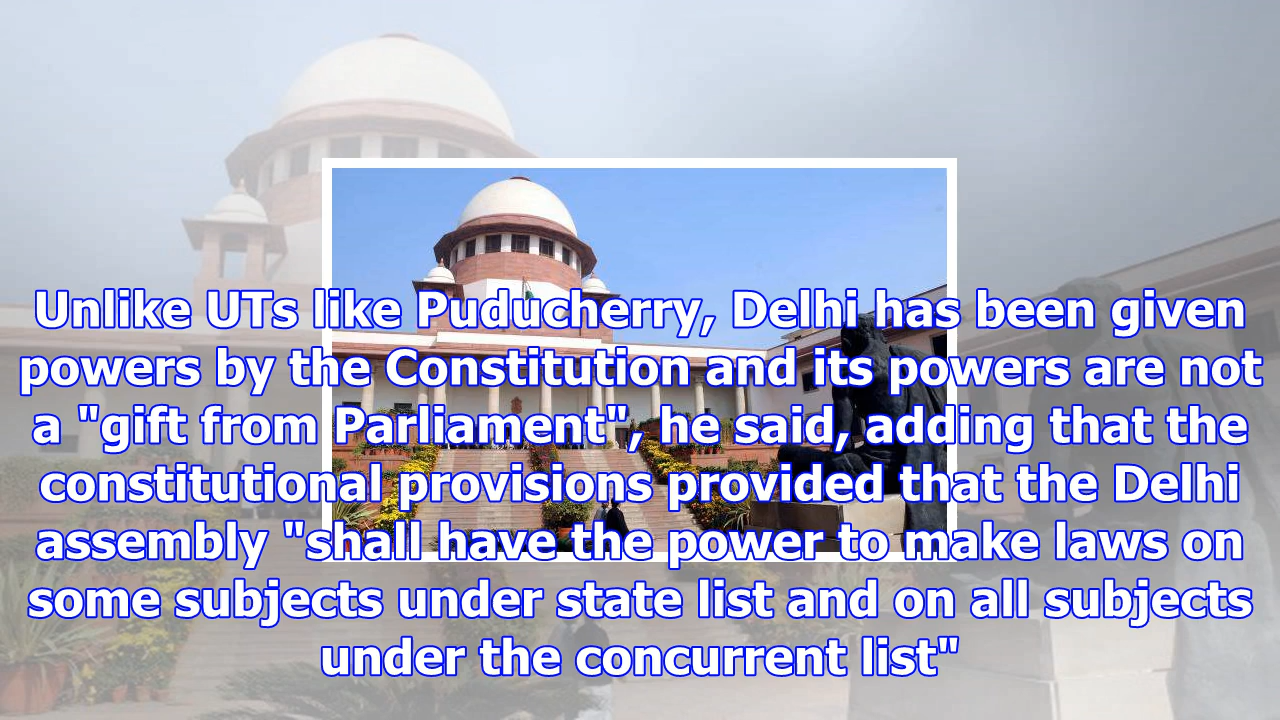 Unlike UTs like Puducherry, Delhi has been given
powers by the Constitution and its powers are not
a "gift from Parliament", he said, adding that the
constitutional provisions provided that the Delhi
assembly "shall have the power to make laws on
some subjects under state list and on all subjects
under the concurrent list"